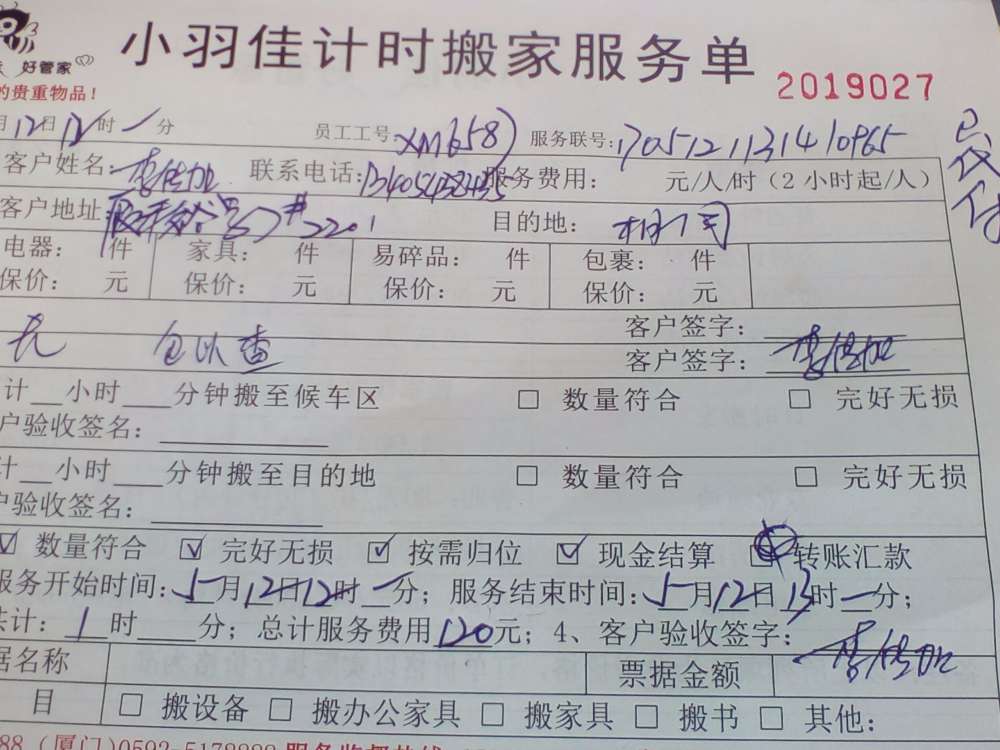 小羽佳计时搬家服务单
好管家
的贵重物品！
2019027
月12日12时一分 员工工号：XM658 服务联号：1705121131410965
已代付
客户姓名： 联系电话： 服务费用： 元/人/时（2小时起/人）
客户地址 2201 目的地：
电器： 件 家具： 件 易碎品： 件 包裹： 件
保价： 元 保价： 元 保价： 元 保价： 元
无 客户签字：
客户签字：
计__小时___分钟搬至候车区 □ 数量符合 □ 完好无损
户验收签名：
计__小时___分钟搬至目的地 □ 数量符合 □ 完好无损
户验收签名：
☑ 数量符合 ☑ 完好无损 ☑ 按需归位 ☑ 现金结算 转账汇款
服务开始时间：5月12日12时一分；服务结束时间：5月12日13时一分；
共计：1时___分；总计服务费用120元；4、客户验收签字：
据名称 票据金额
目 □ 搬设备 □ 搬办公家具 □ 搬家具 □ 搬书 □ 其他：